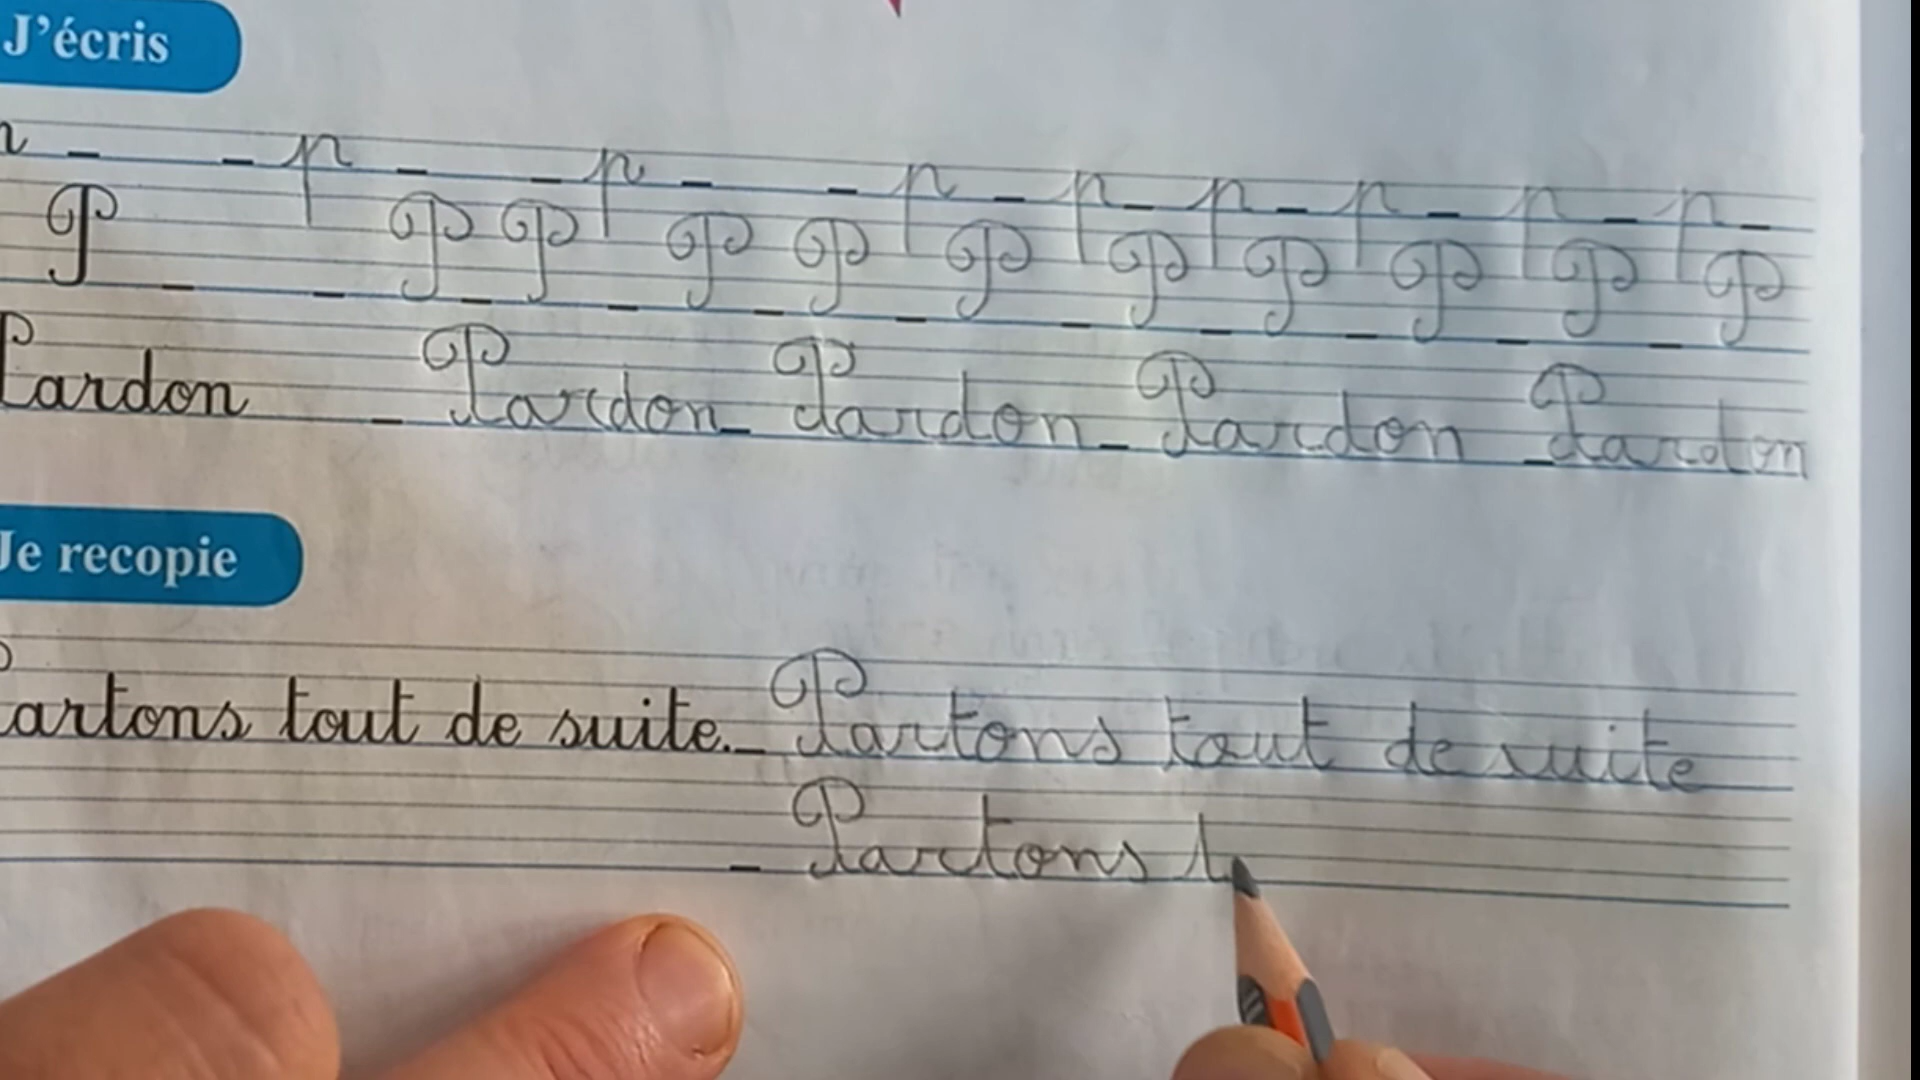 J'écris
p p p p p p p p p
P P P P P P P P P P P P
Pardon Pardon Pardon Pardon Pardon
Je recopie
Partons tout de suite. Partons tout de suite
Partons t